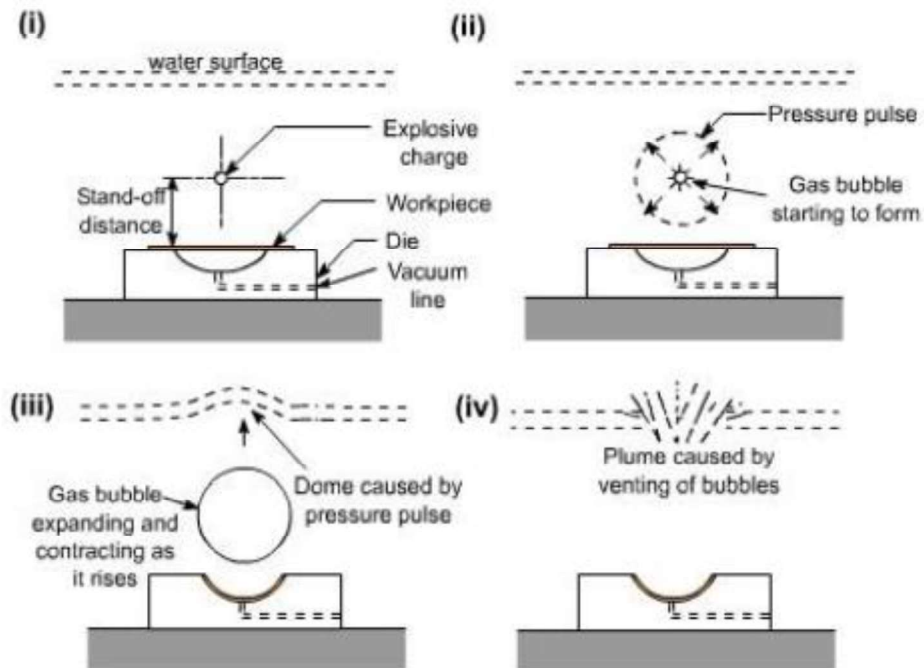 (i)
water surface
Explosive
charge
Stand-off
distance
Workpiece
Die
Vacuum
line
(ii)
Pressure pulse
Gas bubble
starting to form
(iii)
Gas bubble
expanding and
contracting as
it rises
Dome caused by
pressure pulse
(iv)
Plume caused by
venting of bubbles